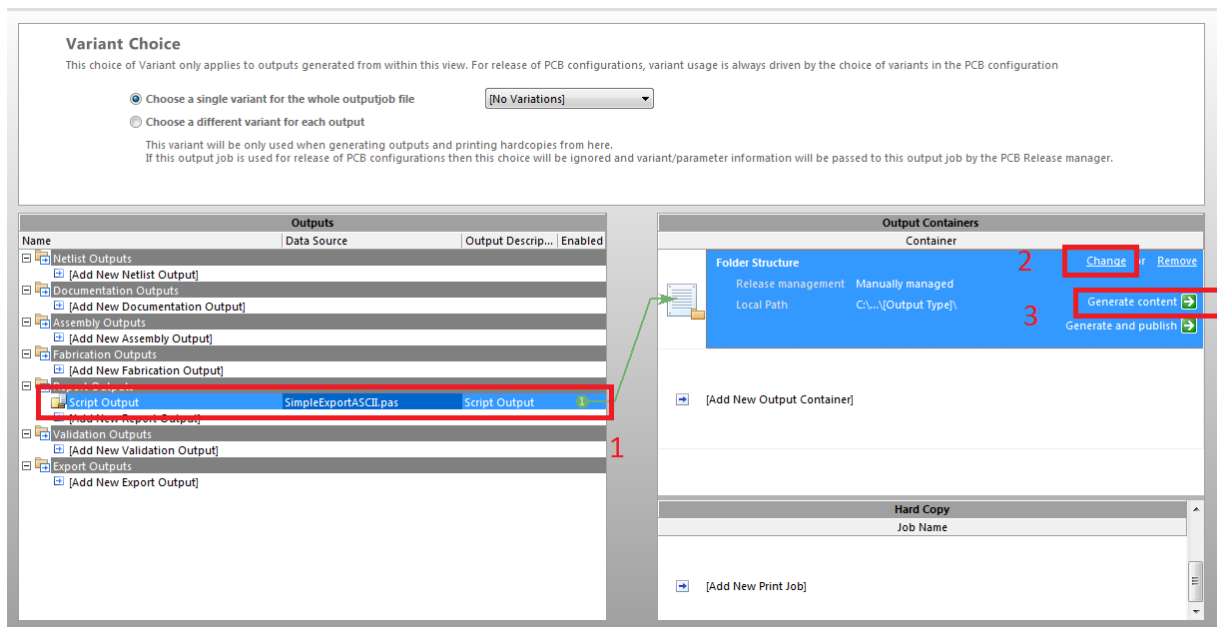 Variant Choice
This choice of Variant only applies to outputs generated from within this view. For release of PCB configurations, variant usage is always driven by the choice of variants in the PCB configuration
Choose a single variant for the whole outputjob file
[No Variations]
Choose a different variant for each output
This variant will be only used when generating outputs and printing hardcopies from here.
If this output job is used for release of PCB configurations then this choice will be ignored and variant/parameter information will be passed to this output job by the PCB Release manager.
Outputs
Name Data Source Output Descrip... Enabled
Netlist Outputs
[Add New Netlist Output]
Documentation Outputs
[Add New Documentation Output]
Assembly Outputs
[Add New Assembly Output]
Fabrication Outputs
[Add New Fabrication Output]
Report Outputs
Script Output SimpleExportASCII.pas Script Output 1
[Add New Report Output]
1
Validation Outputs
[Add New Validation Output]
Export Outputs
[Add New Export Output]
Output Containers
Container
Folder Structure 2 Change or Remove
Release management Manually managed
Local Path C:\...\[Output Type]\
3 Generate content
Generate and publish
[Add New Output Container]
Hard Copy
Job Name
[Add New Print Job]